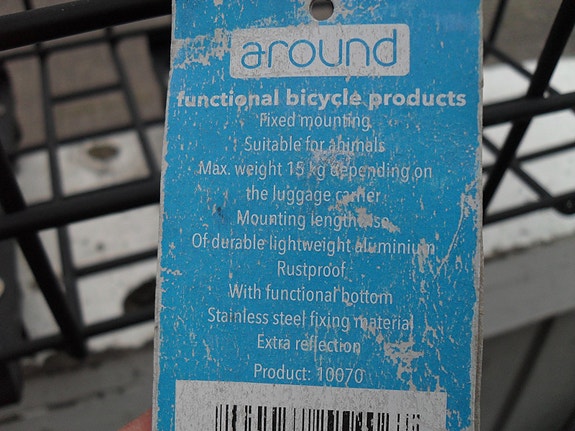 around
functional bicycle products
Fixed mounting
Suitable for animals
Max. weight 15 kg depending on
the luggage carrier
Mounting lengthwise
Of durable lightweight aluminium
Rustproof
With functional bottom
Stainless steel fixing material
Extra reflection
Product: 10070